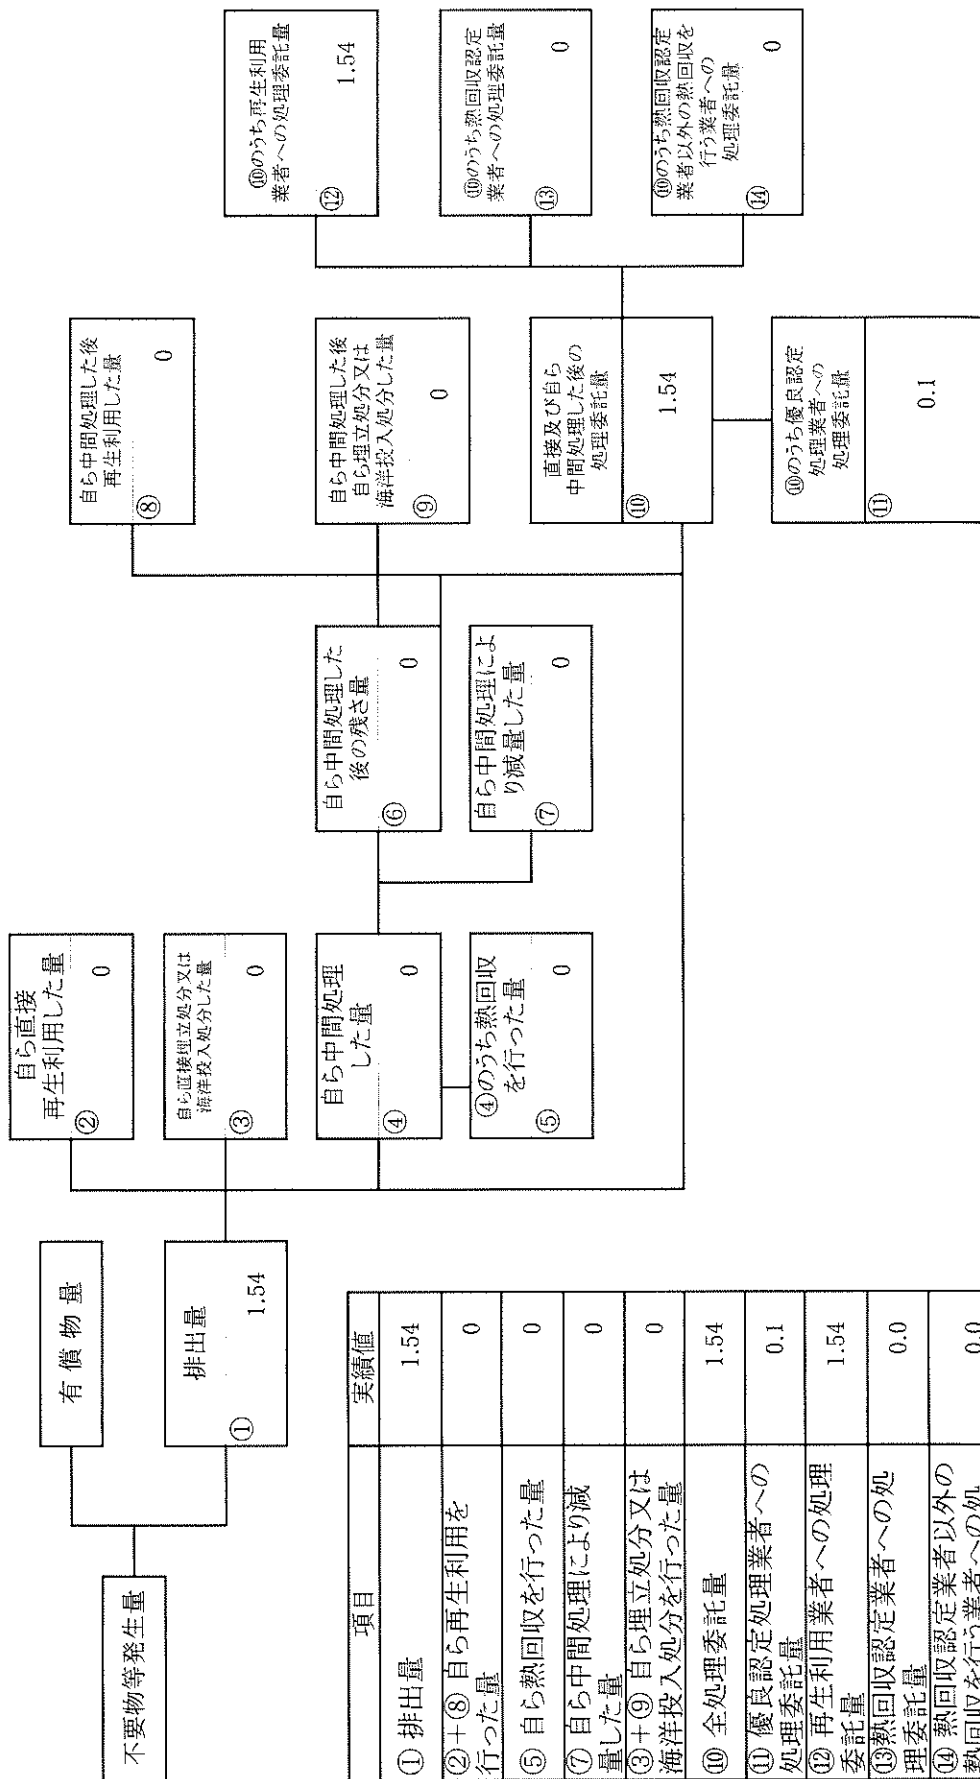 不要物等発生量
有 償 物 量
排出量
①
1.54
自ら直接
再生利用した量
②
0
自ら直接埋立処分又は
海洋投入処分した量
③
0
自ら中間処理
した量
④
0
④のうち熱回収
を行った量
⑤
0
自ら中間処理した
後の残さ量
⑥
0
自ら中間処理によ
り減量した量
⑦
0
自ら中間処理した後
再生利用した量
⑧
0
自ら中間処理した後
自ら埋立処分又は
海洋投入処分した量
⑨
0
直接及び自ら
中間処理した後の
処理委託量
⑩
1.54
⑩のうち優良認定
処理業者への
処理委託量
⑪
0.1
⑩のうち再生利用
業者への処理委託量
⑫
1.54
⑩のうち熱回収認定
業者への処理委託量
⑬
0
⑩のうち熱回収認定
業者以外の熱回収を
行う業者への
処理委託量
⑭
0
項目 実績値
① 排出量 1.54
②+⑧ 自ら再生利用を
行った量 0
⑤ 自ら熱回収を行った量 0
⑦ 自ら中間処理により減
量した量 0
③+⑨ 自ら埋立処分又は
海洋投入処分を行った量 0
⑩ 全処理委託量 1.54
⑪ 優良認定処理業者への
処理委託量 0.1
⑫ 再生利用業者への処理
委託量 1.54
⑬熱回収認定業者への処
理委託量 0.0
⑭ 熱回収認定業者以外の
熱回収を行う業者への処 0.0